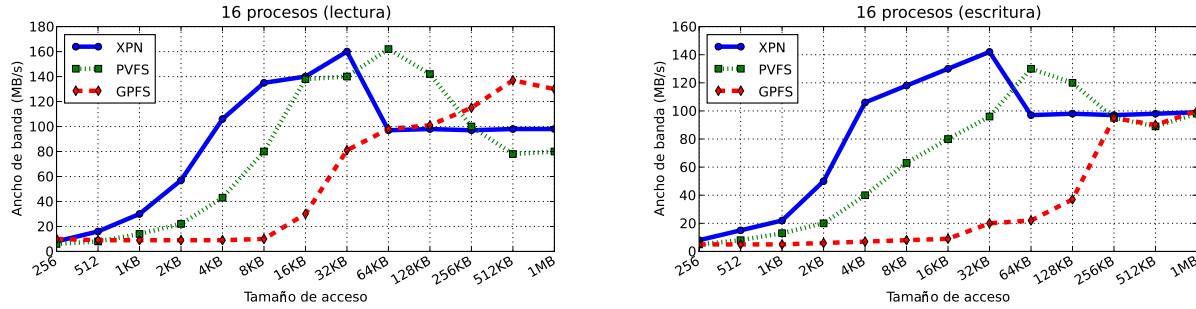 16 procesos (lectura)
180
160
140
120
100
80
60
40
20
0
Ancho de banda (MB/s)
XPN
PVFS
GPFS
256
512
1KB
2KB
4KB
8KB
16KB
32KB
64KB
128KB
256KB
512KB
1MB
Tamaño de acceso
16 procesos (escritura)
160
140
120
100
80
60
40
20
0
Ancho de banda (MB/s)
XPN
PVFS
GPFS
256
512
1KB
2KB
4KB
8KB
16KB
32KB
64KB
128KB
256KB
512KB
1MB
Tamaño de acceso